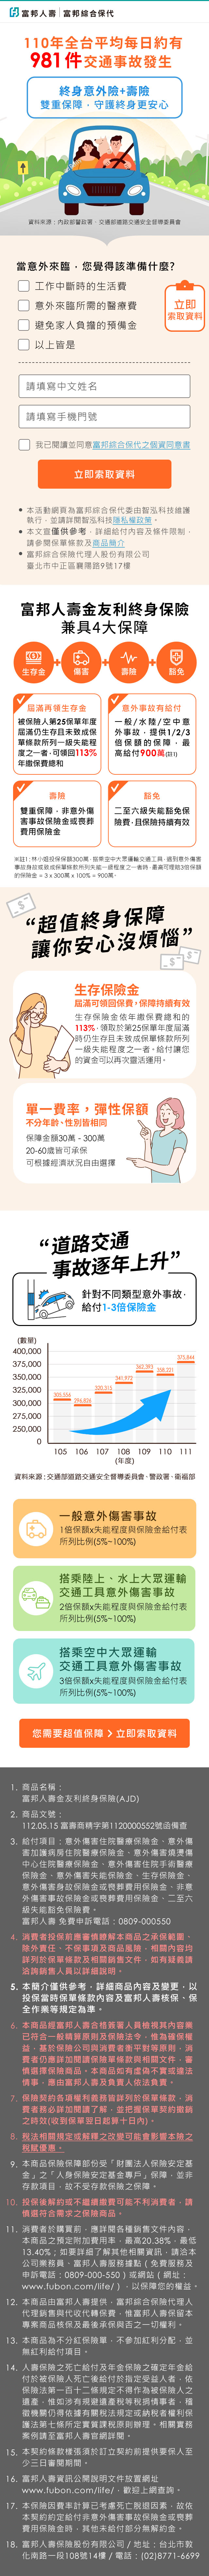 富邦人壽 | 富邦綜合保代
110年全台平均每日約有
981件交通事故發生
終身意外險+壽險
雙重保障，守護終身更安心
資料來源：內政部警政署、交通部道路交通安全督導委員會
當意外來臨，您覺得該準備什麼?
工作中斷時的生活費
意外來臨所需的醫療費
避免家人負擔的預備金
以上皆是
立即
索取資料
請填寫中文姓名
請填寫手機門號
我已閱讀並同意富邦綜合保代之個資同意書
立即索取資料
本活動網頁為富邦綜合保代委由智泓科技維護
執行，並請詳閱智泓科技隱私權政策。
本文宣僅供參考，詳細給付內容及條件限制，
請參閱保單條款及商品簡介
富邦綜合保險代理人股份有限公司
臺北市中正區襄陽路9號17樓
富邦人壽金友利終身保險
兼具4大保障
生存金
傷害
壽險
豁免
屆滿再領生存金
被保險人第25保單年度
屆滿仍生存且未致成保
單條款所列一級失能程
度之一者，可領回113%
年繳保費總和
意外事故有給付
一般/水陸/空中意
外事故，提供1/2/3
倍保額的保障，最
高給付900萬(註1)
壽險
雙重保障，非意外傷
害事故保險金或喪葬
費用保險金
豁免
二至六級失能豁免保
險費，且保險持續有效
※註1：林小姐投保保額300萬，搭乘空中大眾運輸交通工具，遇到意外傷害
事故身故或致成保單條款所列失能一級程度之一者時，最高可理賠3倍保額
的保險金 = 3 x 300萬 x 100% = 900萬。
“超值終身保障
讓你安心沒煩惱”
生存保險金
屆滿可領回保費，保障持續有效
生存保險金依年繳保費總和的
113%，領取於第25保單年度屆滿
時仍生存且未致成保單條款所列
一級失能程度之一者。給付讓您
的資金可以再次靈活運用。
單一費率，彈性保額
不分年齡、性別皆相同
保障金額30萬 - 300萬
20-60歲皆可承保
可根據經濟狀況自由選擇
“道路交通
事故逐年上升”
針對不同類型意外事故，
給付1-3倍保險金
(數量)
400,000
375,000
350,000
325,000
300,000
275,000
250,000
0
305,556
296,826
320,315
341,972
362,393
358,221
375,844
105 106 107 108 109 110 111
(年度)
資料來源：交通部道路交通安全督導委員會、警政署、衛福部
一般意外傷害事故
1倍保額x失能程度與保險金給付表
所列比例(5%~100%)
搭乘陸上、水上大眾運輸
交通工具意外傷害事故
2倍保額x失能程度與保險金給付表
所列比例(5%~100%)
搭乘空中大眾運輸
交通工具意外傷害事故
3倍保額x失能程度與保險金給付表
所列比例(5%~100%)
您需要超值保障 > 立即索取資料
1. 商品名稱：
富邦人壽金友利終身保險(AJD)
2. 商品文號：
112.05.15 富壽商精字第1120000552號函備查
3. 給付項目：意外傷害住院醫療保險金、意外傷
害加護病房住院醫療保險金、意外傷害燒燙傷
中心住院醫療保險金、意外傷害住院手術醫療
保險金、意外傷害失能保險金、生存保險金、
意外傷害身故保險金或喪葬費用保險金、非意
外傷害事故保險金或喪葬費用保險金、二至六
級失能豁免保險費。
富邦人壽 免費申訴電話：0809-000550
4. 消費者投保前應審慎瞭解本商品之承保範圍、
除外責任、不保事項及商品風險，相關內容均
詳列於保單條款及相關銷售文件，如有疑義請
洽詢銷售人員以詳細說明。
5. 本簡介僅供參考，詳細商品內容及變更，以
投保當時保單條款內容及富邦人壽核保、保
全作業等規定為準。
6. 本商品經富邦人壽合格簽署人員檢視其內容業
已符合一般精算原則及保險法令，惟為確保權
益，基於保險公司與消費者衡平對等原則，消
費者仍應詳加閱讀保險單條款與相關文件，審
慎選擇保險商品。本商品如有虛偽不實或違法
情事，應由富邦人壽及負責人依法負責。
7. 保險契約各項權利義務皆詳列於保單條款，消
費者務必詳加閱讀了解，並把握保單契約撤銷
之時效(收到保單翌日起算十日內)。
8. 稅法相關規定或解釋之改變可能會影響本險之
稅賦優惠。
9. 本商品保險保障部份受「財團法人保險安定基
金」之「人身保險安定基金專戶」保障，並非
存款項目，故不受存款保險之保障。
10. 投保後解約或不繼續繳費可能不利消費者，請
慎選符合需求之保險商品。
11. 消費者於購買前，應詳閱各種銷售文件內容，
本商品之預定附加費用率，最高20.38%，最低
13.40%；如要詳細了解其他相關資訊，請洽本
公司業務員、富邦人壽服務據點（免費服務及
申訴電話：0809-000-550）或網站（網址：
www.fubon.com/life/），以保障您的權益。
12. 本商品由富邦人壽提供，富邦綜合保險代理人
代理銷售與代收代轉保費，惟富邦人壽保留本
專案商品核保及最後承保與否之一切權利。
13. 本商品為不分紅保險單，不參加紅利分配，並
無紅利給付項目。
14. 人壽保險之死亡給付及年金保險之確定年金給
付於被保險人死亡後給付於指定受益人者，依
保險法第一百十二條規定不得作為被保險人之
遺產，惟如涉有規避遺產稅等稅捐情事者，稽
徵機關仍得依據有關稅法規定或納稅者權利保
護法第七條所定實質課稅原則辦理。相關實務
案例請至富邦人壽官網詳閱。
15. 本契約條款樣張須於訂立契約前提供要保人至
少三日審閱期間。
16. 富邦人壽資訊公開說明文件放置網址
www.fubon.com/life/，歡迎上網查詢。
17. 本保險因費率計算已考慮死亡脫退因素，故依
本契約約定給付非意外傷害事故保險金或喪葬
費用保險金時，其他未給付部分無解約金。
18. 富邦人壽保險股份有限公司 / 地址：台北市敦
化南路一段108號14樓 / 電話：(02)8771-6699